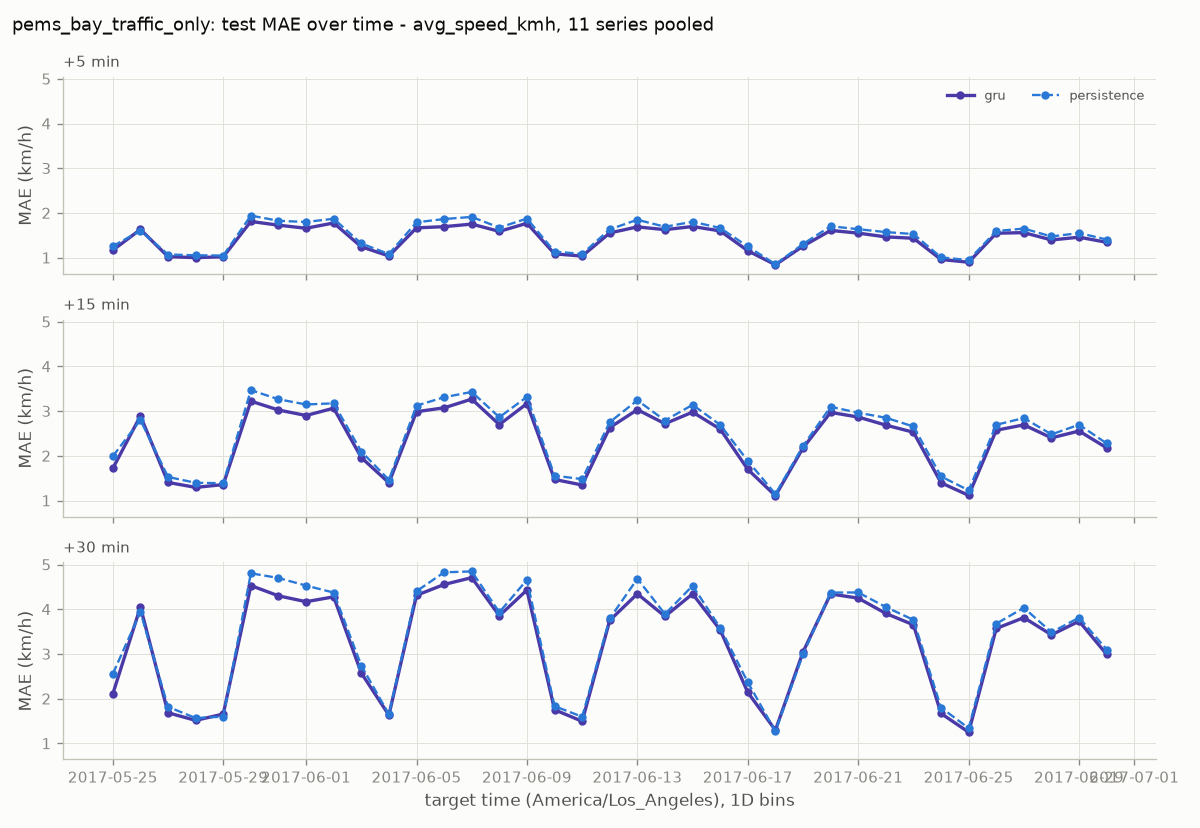 pems_bay_traffic_only: test MAE over time - avg_speed_kmh, 11 series pooled
+5 min
5
4
3
2
1
MAE (km/h)
gru
persistence
+15 min
5
4
3
2
1
MAE (km/h)
+30 min
5
4
3
2
1
MAE (km/h)
2017-05-25 2017-05-29 2017-06-01 2017-06-05 2017-06-09 2017-06-13 2017-06-17 2017-06-21 2017-06-25 2017-06-29 2017-07-01
target time (America/Los_Angeles), 1D bins